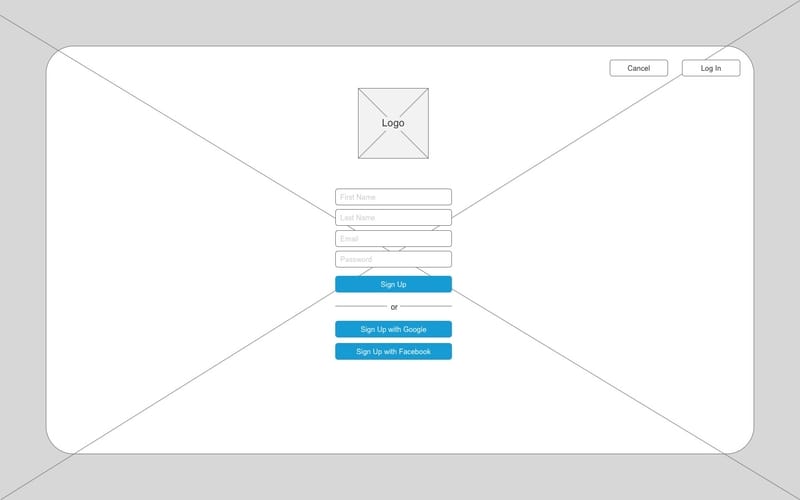 Cancel
Log In
Logo
First Name
Last Name
Email
Password
Sign Up
or
Sign Up with Google
Sign Up with Facebook